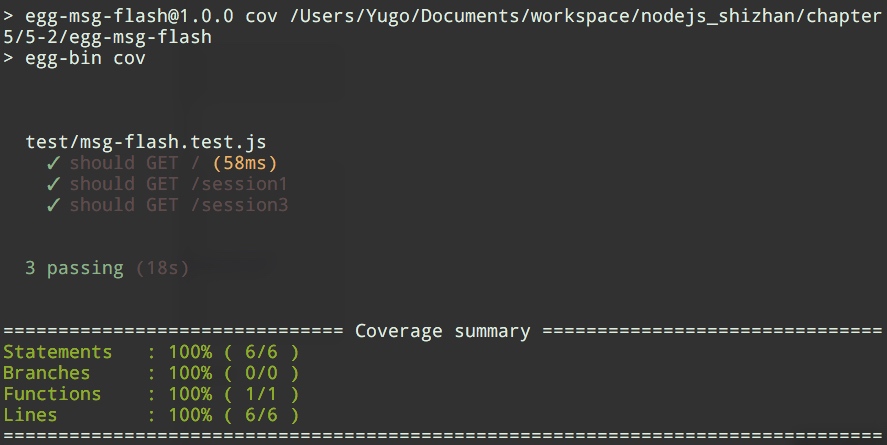 > egg-msg-flash@1.0.0 cov /Users/Yugo/Documents/workspace/nodejs_shizhan/chapter
5/5-2/egg-msg-flash
> egg-bin cov
test/msg-flash.test.js
✓ should GET / (58ms)
✓ should GET /session1
✓ should GET /session3
3 passing (18s)
=============================== Coverage summary ===============================
Statements   : 100% ( 6/6 )
Branches     : 100% ( 0/0 )
Functions    : 100% ( 1/1 )
Lines        : 100% ( 6/6 )
================================================================================